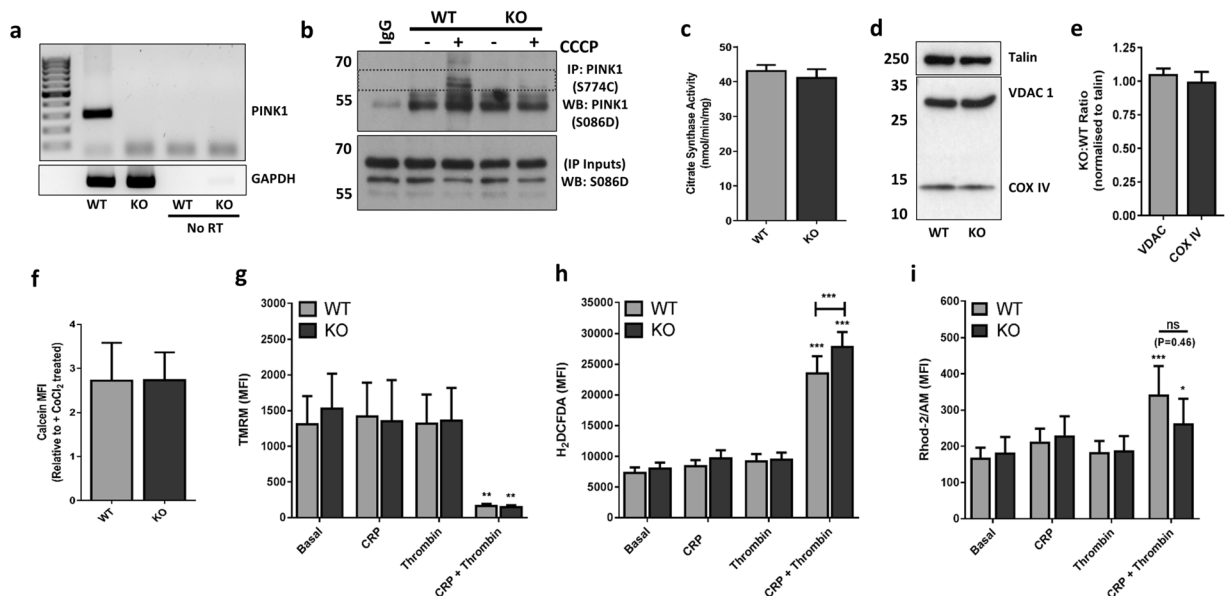 a
PINK1
GAPDH
WT
KO
WT
KO
No RT
b
IgG
WT
KO
-
+
-
+
CCCP
70
55
IP: PINK1
(S774C)
WB: PINK1
(S086D)
70
55
(IP Inputs)
WB: S086D
c
Citrate Synthase Activity
(nmol/min/mg)
50
40
30
20
10
0
WT
KO
d
250
Talin
35
25
VDAC 1
15
10
COX IV
WT
KO
e
KO:WT Ratio
(normalised to talin)
1.25
1.00
0.75
0.50
0.25
0.00
VDAC
COX IV
f
Calcein MFI
(Relative to + CoCl₂ treated)
4
3
2
1
0
WT
KO
g
WT
KO
TMRM (MFI)
3000
2500
2000
1500
1000
500
0
**
**
Basal
CRP
Thrombin
CRP + Thrombin
h
WT
KO
H₂DCFDA (MFI)
35000
30000
25000
20000
15000
10000
5000
0
***
***
***
Basal
CRP
Thrombin
CRP + Thrombin
i
WT
KO
Rhod-2/AM (MFI)
600
500
400
300
200
100
0
ns
(P=0.46)
***
*
Basal
CRP
Thrombin
CRP + Thrombin